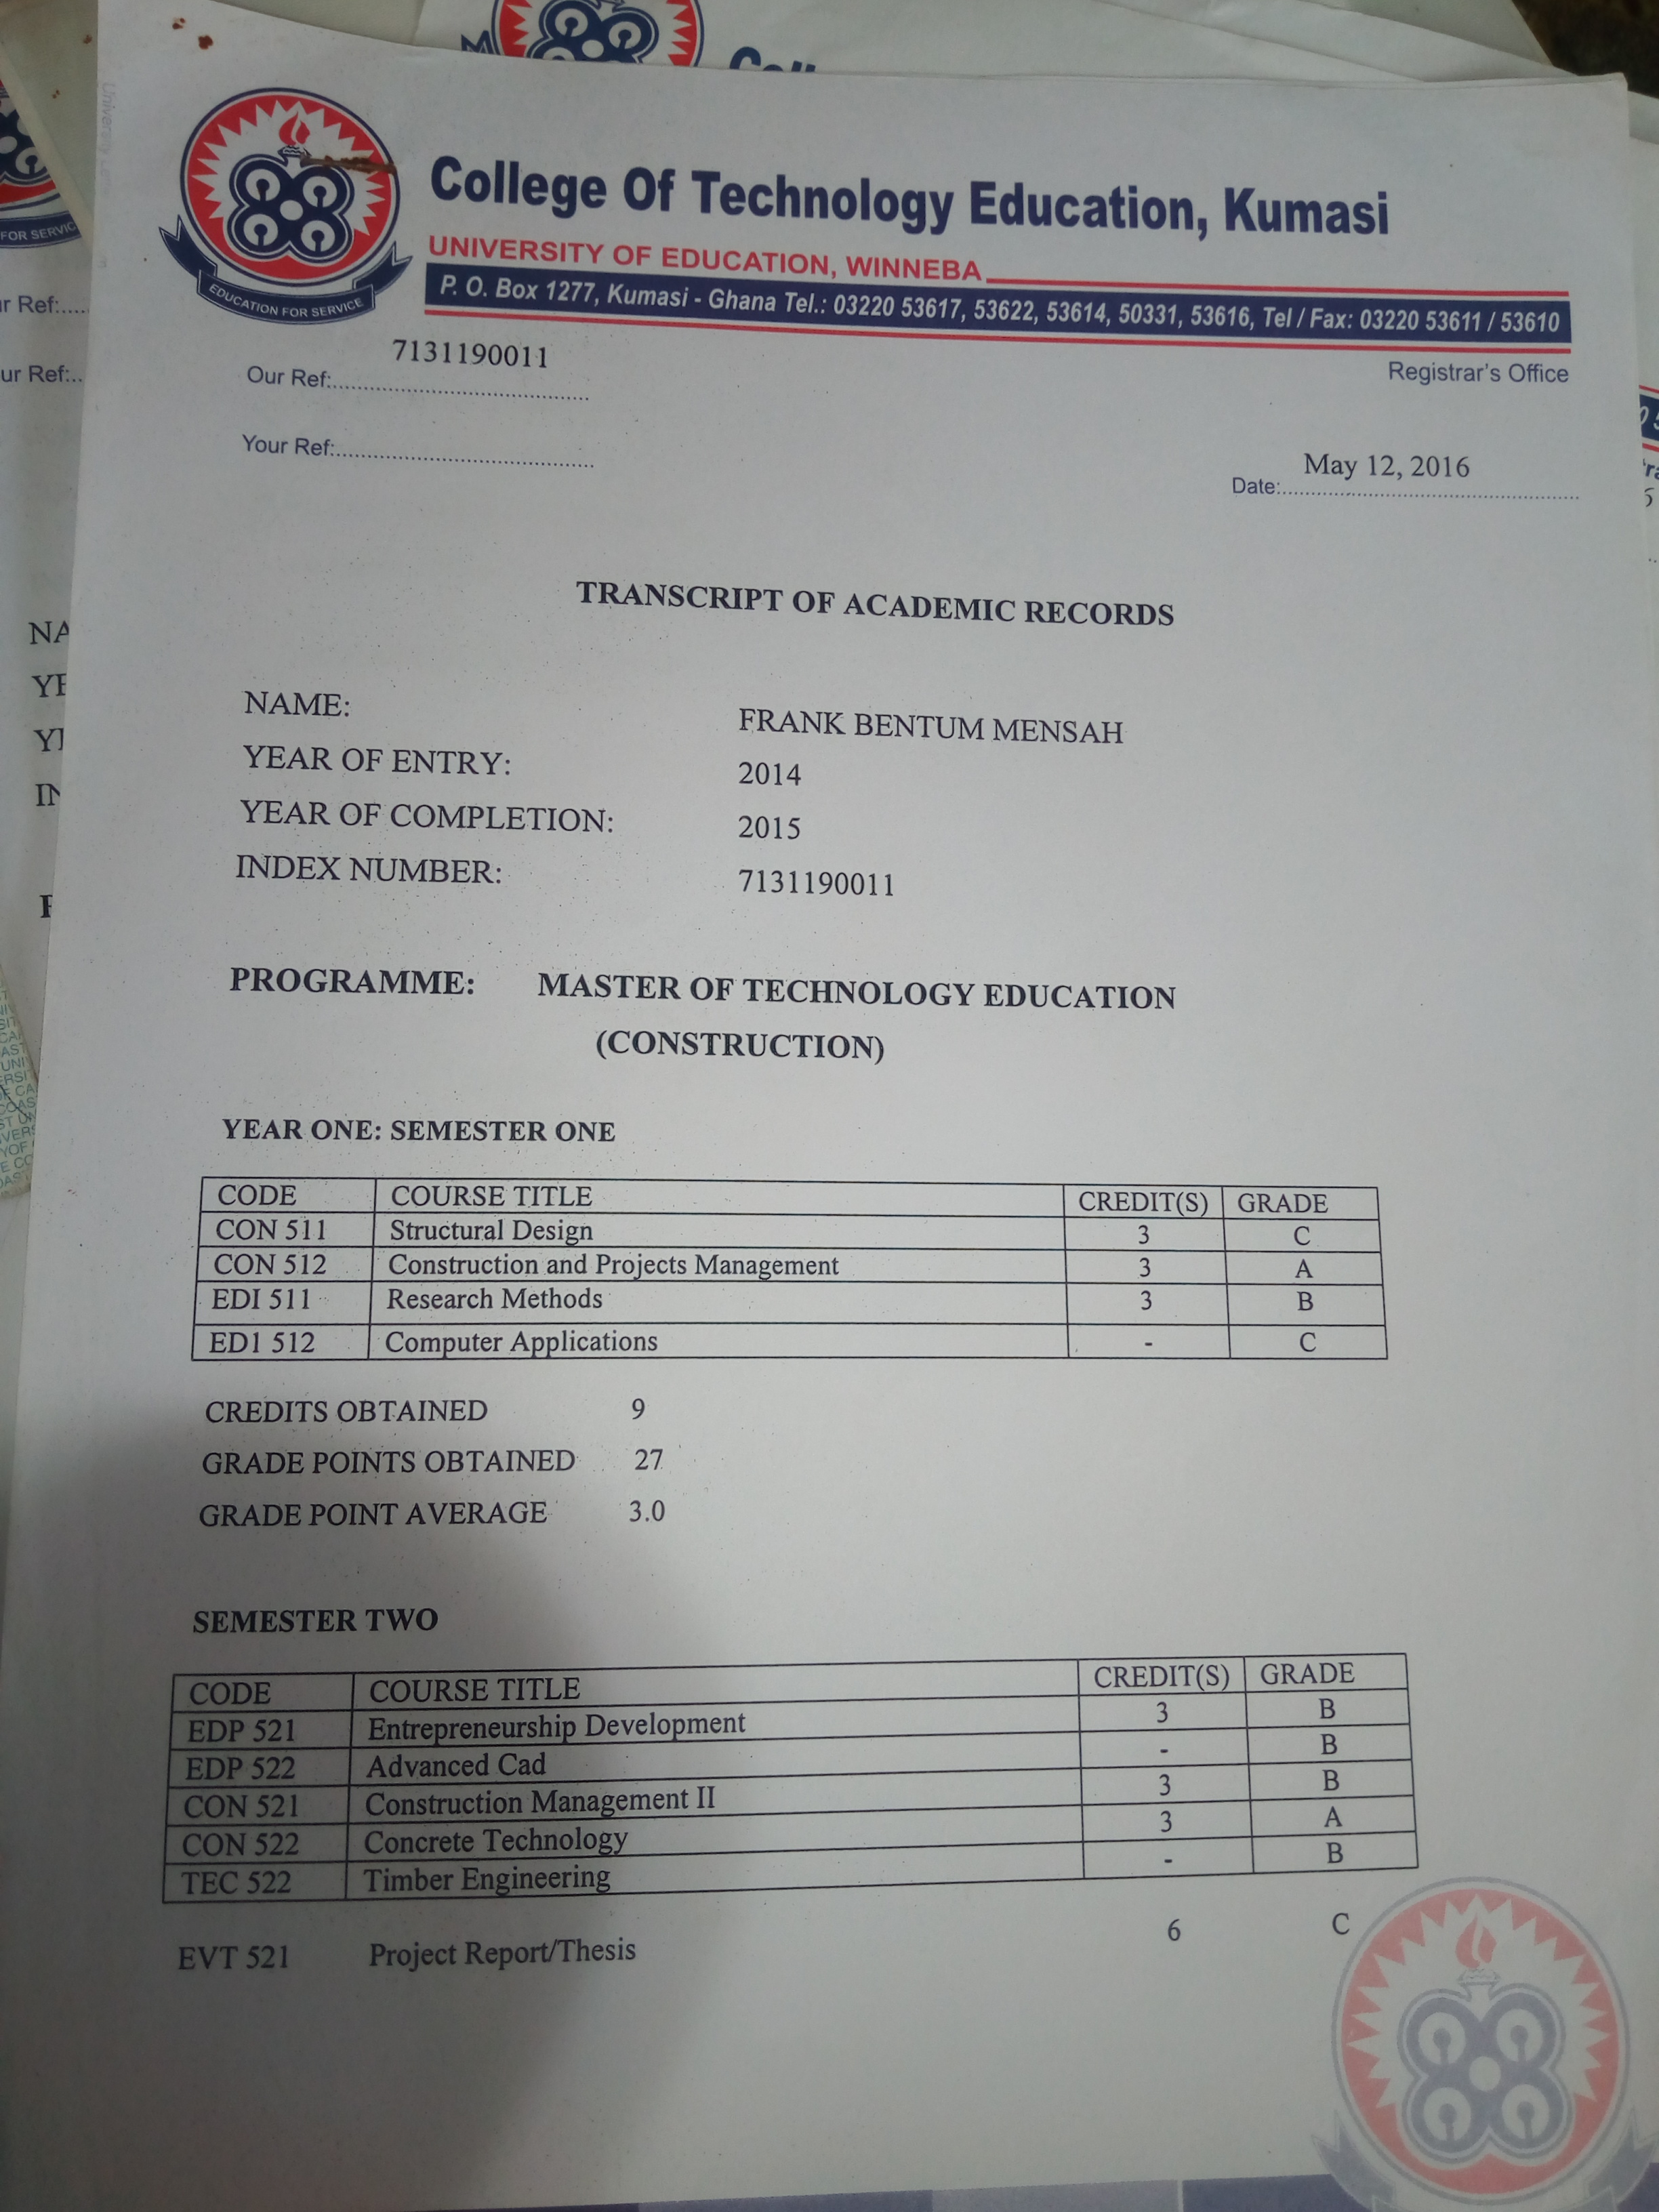 M
Coll
FOR SERVIC
EDUCATION FOR SERVICE
College Of Technology Education, Kumasi
UNIVERSITY OF EDUCATION, WINNEBA
P. O. Box 1277, Kumasi - Ghana Tel.: 03220 53617, 53622, 53614, 50331, 53616, Tel / Fax: 03220 53611 / 53610
Registrar's Office
r Ref:.....
Our Ref: 7131190011
ur Ref:..
Your Ref:
Date: May 12, 2016
TRANSCRIPT OF ACADEMIC RECORDS
NAME: FRANK BENTUM MENSAH
YEAR OF ENTRY: 2014
YEAR OF COMPLETION: 2015
INDEX NUMBER: 7131190011
PROGRAMME: MASTER OF TECHNOLOGY EDUCATION
(CONSTRUCTION)
YEAR ONE: SEMESTER ONE
CODE COURSE TITLE CREDIT(S) GRADE
CON 511 Structural Design 3 C
CON 512 Construction and Projects Management 3 A
EDI 511 Research Methods 3 B
ED1 512 Computer Applications - C
CREDITS OBTAINED 9
GRADE POINTS OBTAINED 27
GRADE POINT AVERAGE 3.0
SEMESTER TWO
CODE COURSE TITLE CREDIT(S) GRADE
EDP 521 Entrepreneurship Development 3 B
EDP 522 Advanced Cad - B
CON 521 Construction Management II 3 B
CON 522 Concrete Technology 3 A
TEC 522 Timber Engineering - B
EVT 521 Project Report/Thesis 6 C